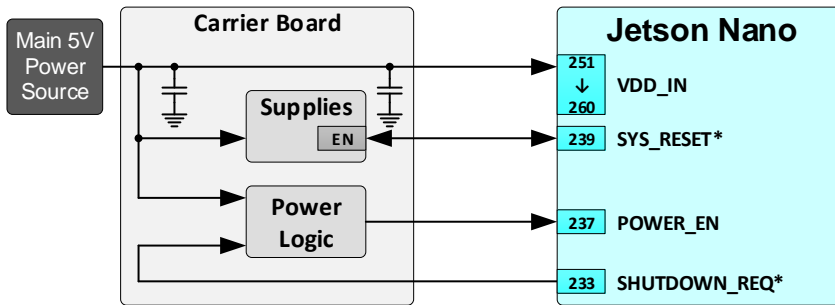 Main 5V
Power
Source
Carrier Board
Supplies
EN
Power
Logic
Jetson Nano
251
↓
260
VDD_IN
239
SYS_RESET*
237
POWER_EN
233
SHUTDOWN_REQ*